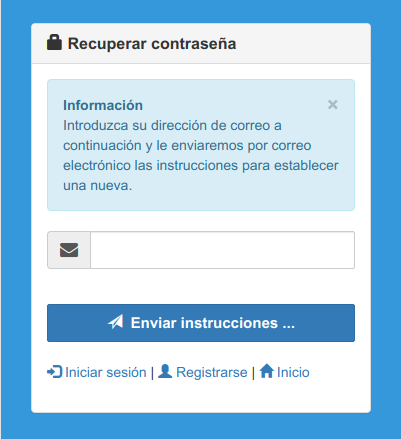 Recuperar contraseña
Información
×
Introduzca su dirección de correo a
continuación y le enviaremos por correo
electrónico las instrucciones para establecer
una nueva.
Enviar instrucciones ...
Iniciar sesión | Registrarse | Inicio